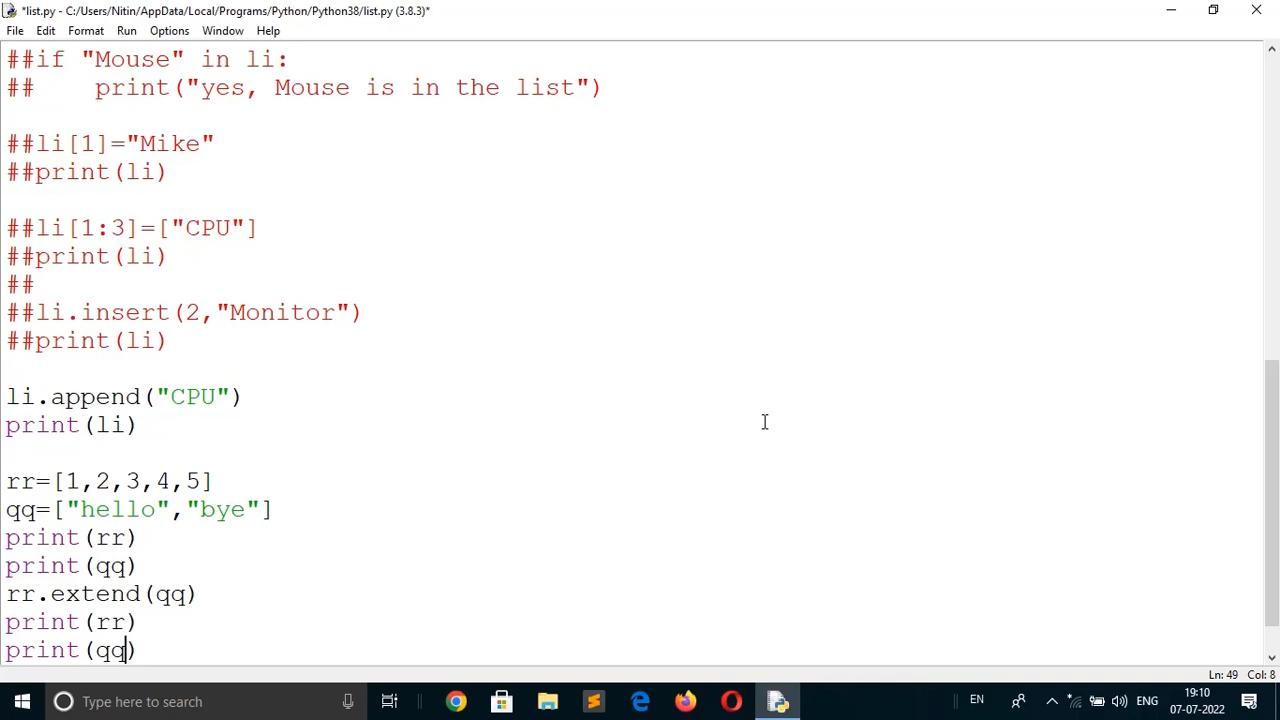 *list.py - C:/Users/Nitin/AppData/Local/Programs/Python/Python38/list.py (3.8.3)*
File Edit Format Run Options Window Help
##if "Mouse" in li:
##    print("yes, Mouse is in the list")
##li[1]="Mike"
##print(li)
##li[1:3]=["CPU"]
##print(li)
##
##li.insert(2,"Monitor")
##print(li)
li.append("CPU")
print(li)
rr=[1,2,3,4,5]
qq=["hello","bye"]
print(rr)
print(qq)
rr.extend(qq)
print(rr)
print(qq)
Ln: 49 Col: 8
Type here to search
EN
ENG
19:10
07-07-2022